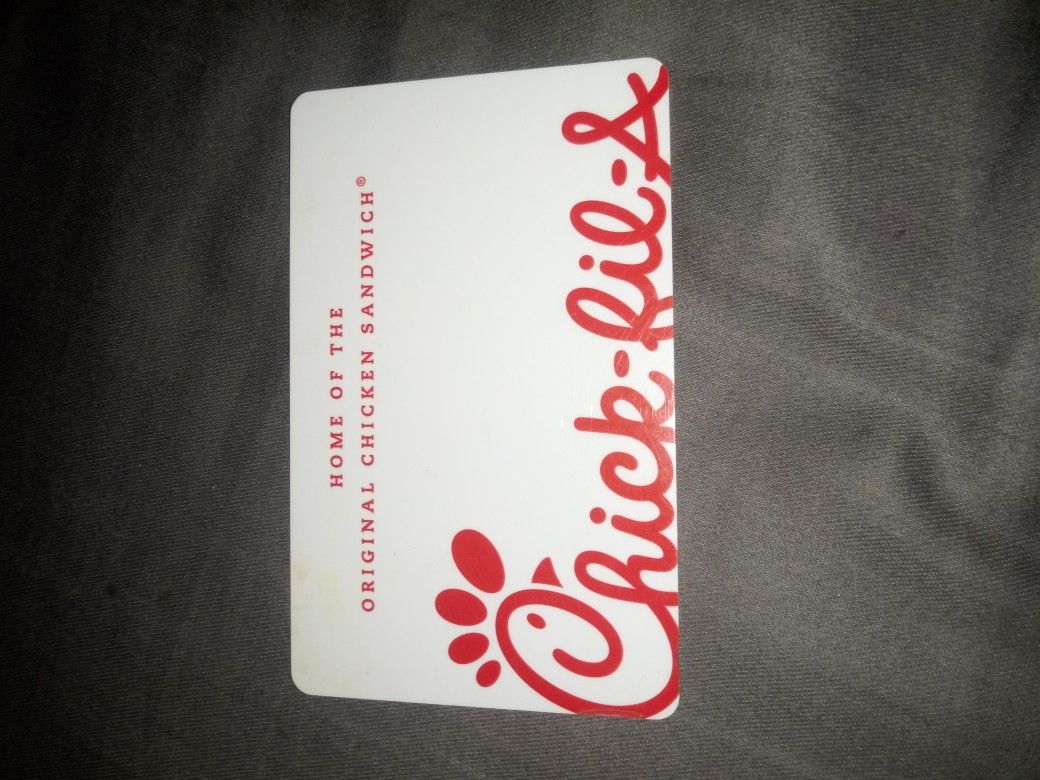 HOME OF THE
ORIGINAL CHICKEN SANDWICH®
Chick-fil-A